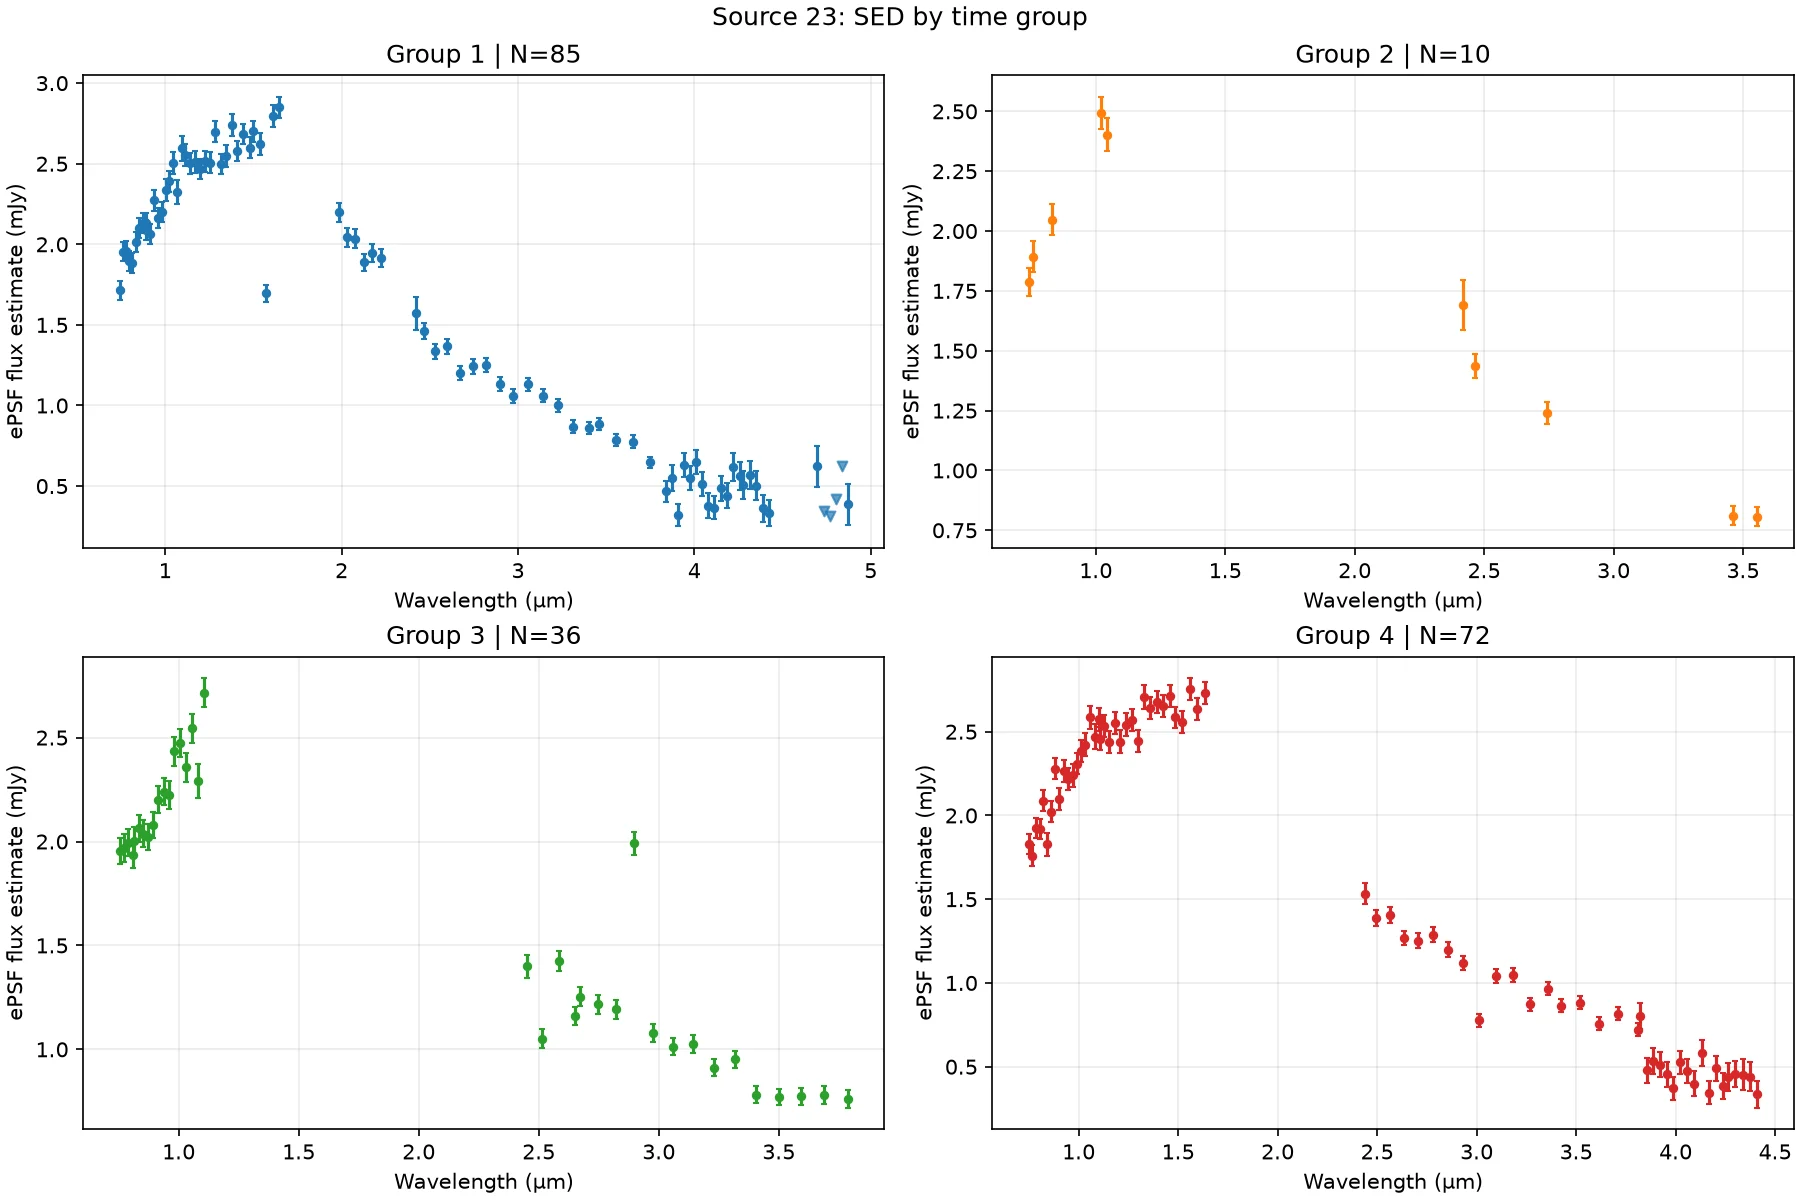 Source 23: SED by time group
Group 1 | N=85
ePSF flux estimate (mJy)
3.0
2.5
2.0
1.5
1.0
0.5
1 2 3 4 5
Wavelength (μm)
Group 2 | N=10
ePSF flux estimate (mJy)
2.50
2.25
2.00
1.75
1.50
1.25
1.00
0.75
1.0 1.5 2.0 2.5 3.0 3.5
Wavelength (μm)
Group 3 | N=36
ePSF flux estimate (mJy)
2.5
2.0
1.5
1.0
1.0 1.5 2.0 2.5 3.0 3.5
Wavelength (μm)
Group 4 | N=72
ePSF flux estimate (mJy)
2.5
2.0
1.5
1.0
0.5
1.0 1.5 2.0 2.5 3.0 3.5 4.0 4.5
Wavelength (μm)